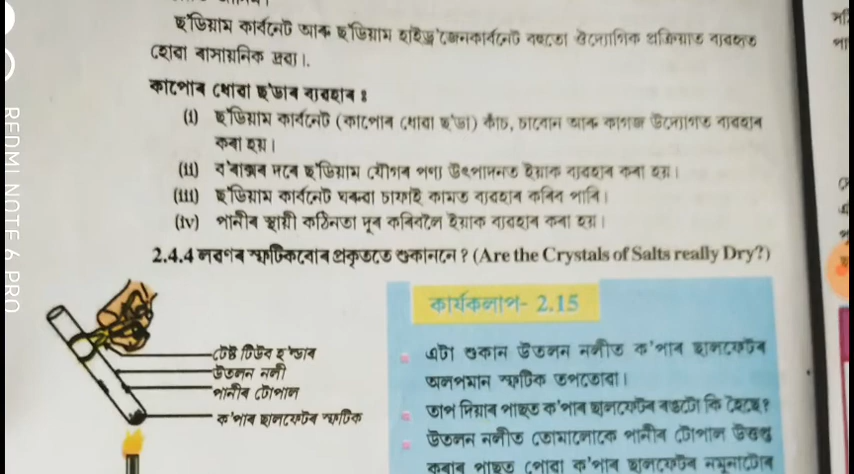 ছ'ডিয়াম কাৰ্বনেট আৰু ছ'ডিয়াম হাইড্ৰ'জেনকাৰ্বনেট বহুতো ঔদ্যোগিক প্ৰক্ৰিয়াত ব্যৱহৃত
হোৱা ৰাসায়নিক দ্ৰব্য।
কাপোৰ ধোৱা ছ'ডাৰ ব্যৱহাৰ ঃ
(i) ছ'ডিয়াম কাৰ্বনেট (কাপোৰ ধোৱা ছ'ডা) কাঁচ, চাবোন আৰু কাগজ উদ্যোগত ব্যৱহাৰ
কৰা হয়।
(ii) ব'ৰাক্সৰ দৰে ছ'ডিয়াম যৌগৰ পণ্য উৎপাদনত ইয়াক ব্যৱহাৰ কৰা হয়।
(iii) ছ'ডিয়াম কাৰ্বনেট ঘৰুৱা চাফাই কামত ব্যৱহাৰ কৰিব পাৰি।
(iv) পানীৰ স্থায়ী কঠিনতা দূৰ কৰিবলৈ ইয়াক ব্যৱহাৰ কৰা হয়।
2.4.4 লৱণৰ স্ফটিকবোৰ প্ৰকৃততে শুকাননে ? (Are the Crystals of Salts really Dry?)
কাৰ্যকলাপ- 2.15
টেষ্ট টিউব হ'ল্ডাৰ
উতলন নলী
পানীৰ টোপাল
ক'পাৰ ছালফেটৰ স্ফটিক
এটা শুকান উতলন নলীত ক'পাৰ ছালফেটৰ
অলপমান স্ফটিক তপতোৱা।
তাপ দিয়াৰ পাছত ক'পাৰ ছালফেটৰ ৰঙটো কি হৈছে?
উতলন নলীত তোমালোকে পানীৰ টোপাল
কৰাৰ পাছত পোৱা ক'পাৰ ছালফেটৰ নমুনাটোৰ
REDMI NOTE 6 PRO